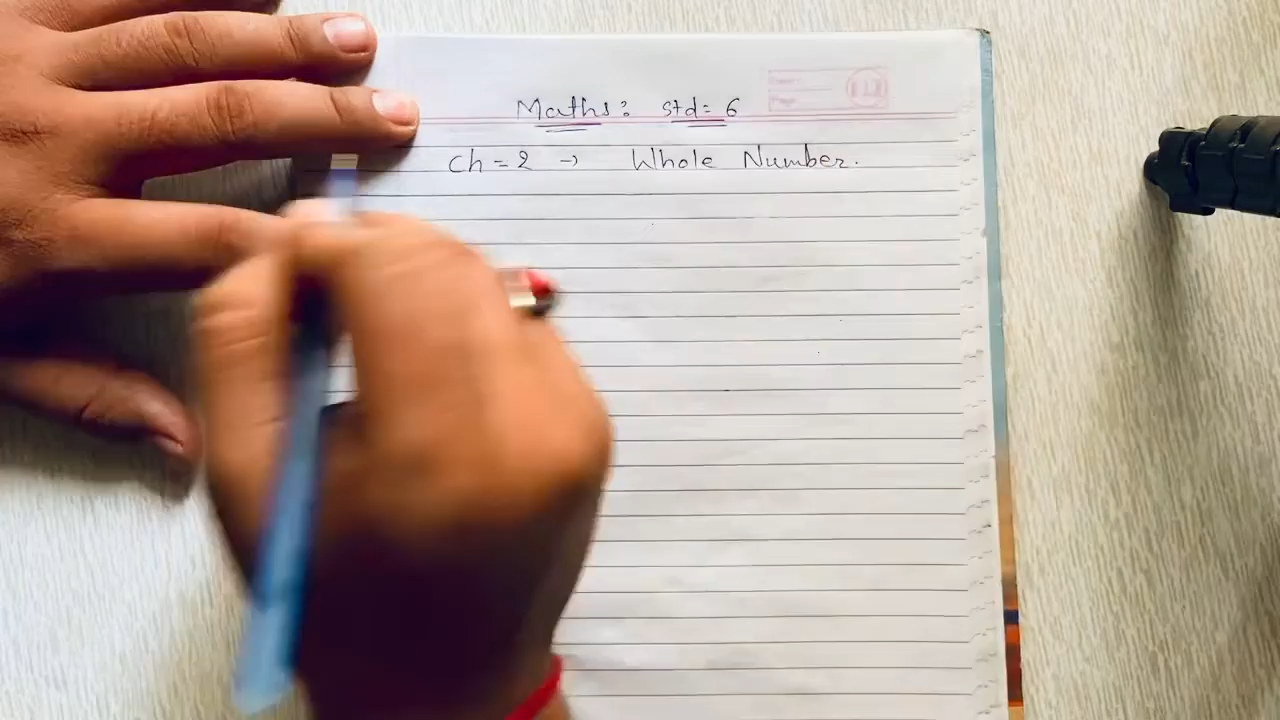 Maths: std= 6
Ch = 2 → Whole Number.